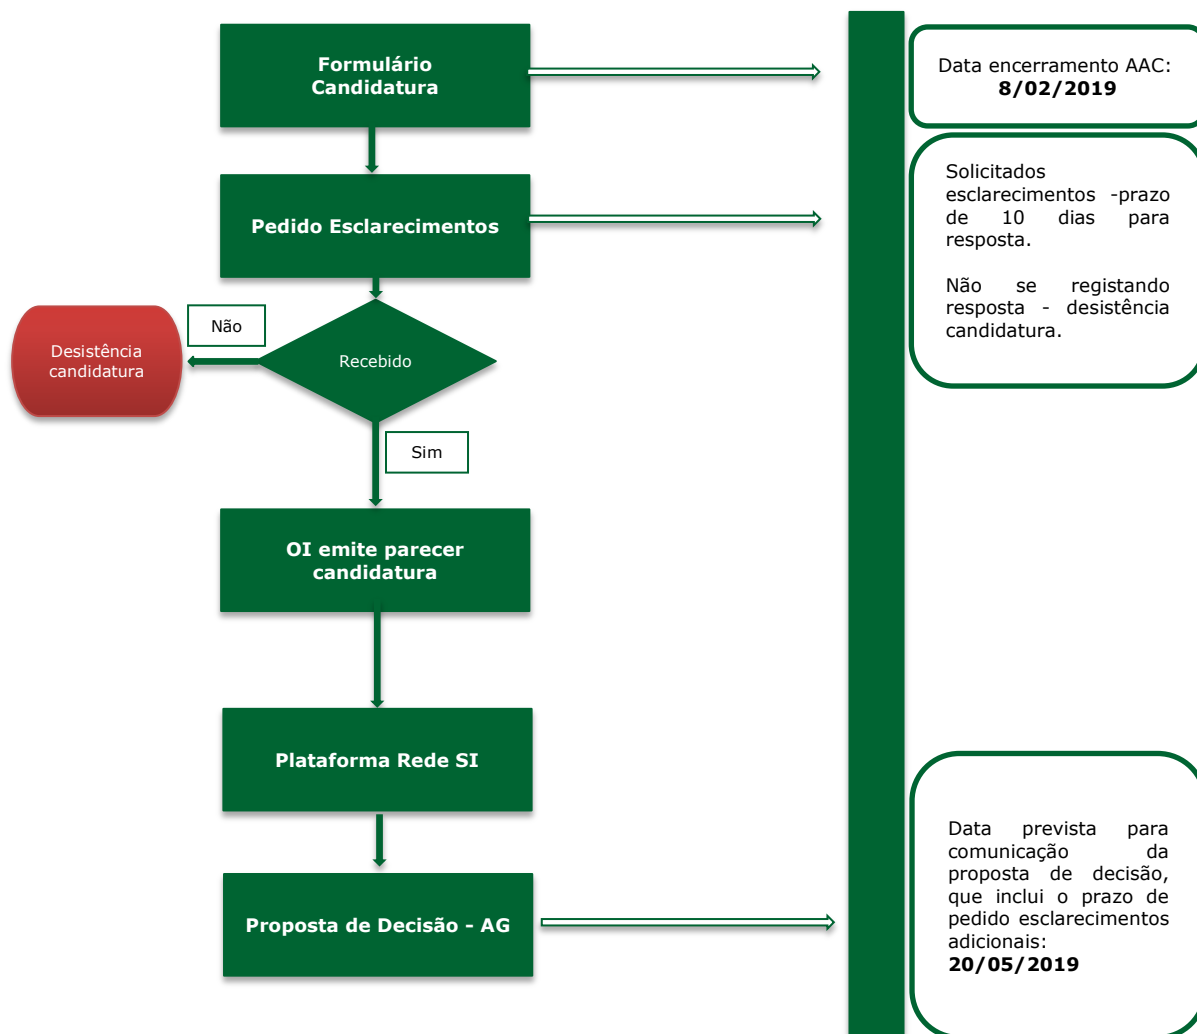 Formulário
Candidatura
Data encerramento AAC:
8/02/2019
Pedido Esclarecimentos
Solicitados
esclarecimentos -prazo
de 10 dias para
resposta.
Não se registando
resposta - desistência
candidatura.
Não
Desistência
candidatura
Recebido
Sim
OI emite parecer
candidatura
Plataforma Rede SI
Proposta de Decisão - AG
Data prevista para
comunicação da
proposta de decisão,
que inclui o prazo de
pedido esclarecimentos
adicionais:
20/05/2019